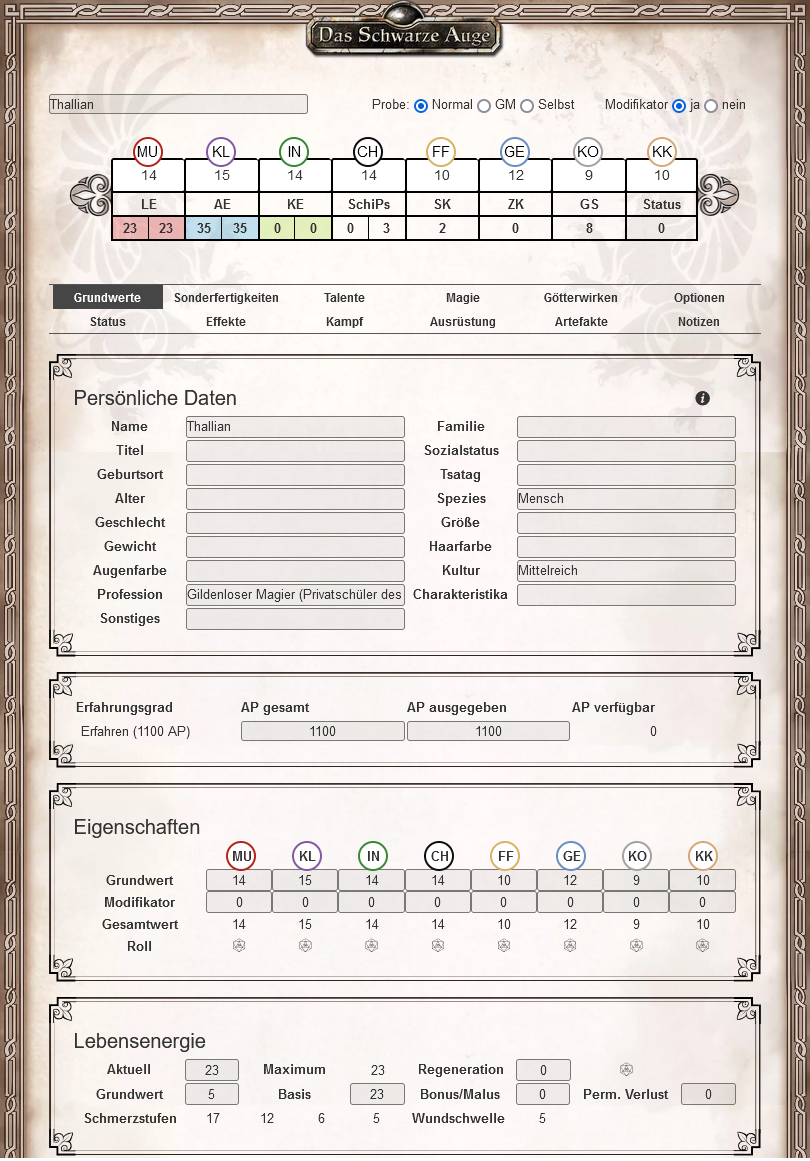 Das Schwarze Auge
Thallian Probe: Normal GM Selbst Modifikator ja nein
MU KL IN CH FF GE KO KK
14 15 14 14 10 12 9 10
LE AE KE SchiPs SK ZK GS Status
23 23 35 35 0 0 0 3 2 0 8 0
Grundwerte Sonderfertigkeiten Talente Magie Götterwirken Optionen
Status Effekte Kampf Ausrüstung Artefakte Notizen
Persönliche Daten i
Name Thallian Familie
Titel Sozialstatus
Geburtsort Tsatag
Alter Spezies Mensch
Geschlecht Größe
Gewicht Haarfarbe
Augenfarbe Kultur Mittelreich
Profession Gildenloser Magier (Privatschüler des Charakteristika
Sonstiges
Erfahrungsgrad AP gesamt AP ausgegeben AP verfügbar
Erfahren (1100 AP) 1100 1100 0
Eigenschaften
MU KL IN CH FF GE KO KK
Grundwert 14 15 14 14 10 12 9 10
Modifikator 0 0 0 0 0 0 0 0
Gesamtwert 14 15 14 14 10 12 9 10
Roll
Lebensenergie
Aktuell 23 Maximum 23 Regeneration 0
Grundwert 5 Basis 23 Bonus/Malus 0 Perm. Verlust 0
Schmerzstufen 17 12 6 5 Wundschwelle 5